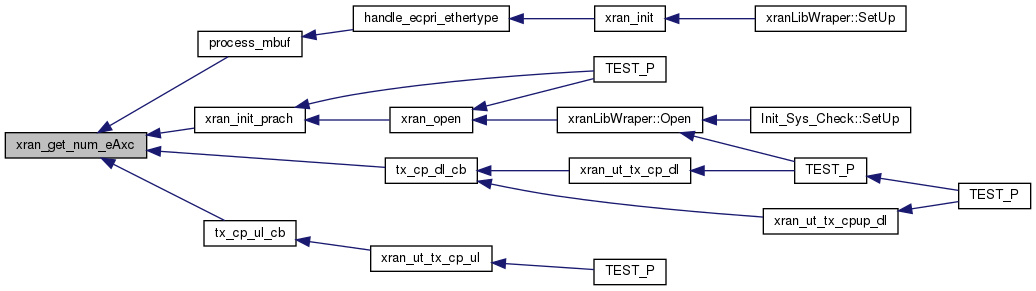 handle_ecpri_ethertype
xran_init
xranLibWraper::SetUp
process_mbuf
TEST_P
xran_init_prach
xran_open
xranLibWraper::Open
Init_Sys_Check::SetUp
xran_get_num_eAxc
tx_cp_dl_cb
xran_ut_tx_cp_dl
TEST_P
TEST_P
xran_ut_tx_cpup_dl
tx_cp_ul_cb
xran_ut_tx_cp_ul
TEST_P